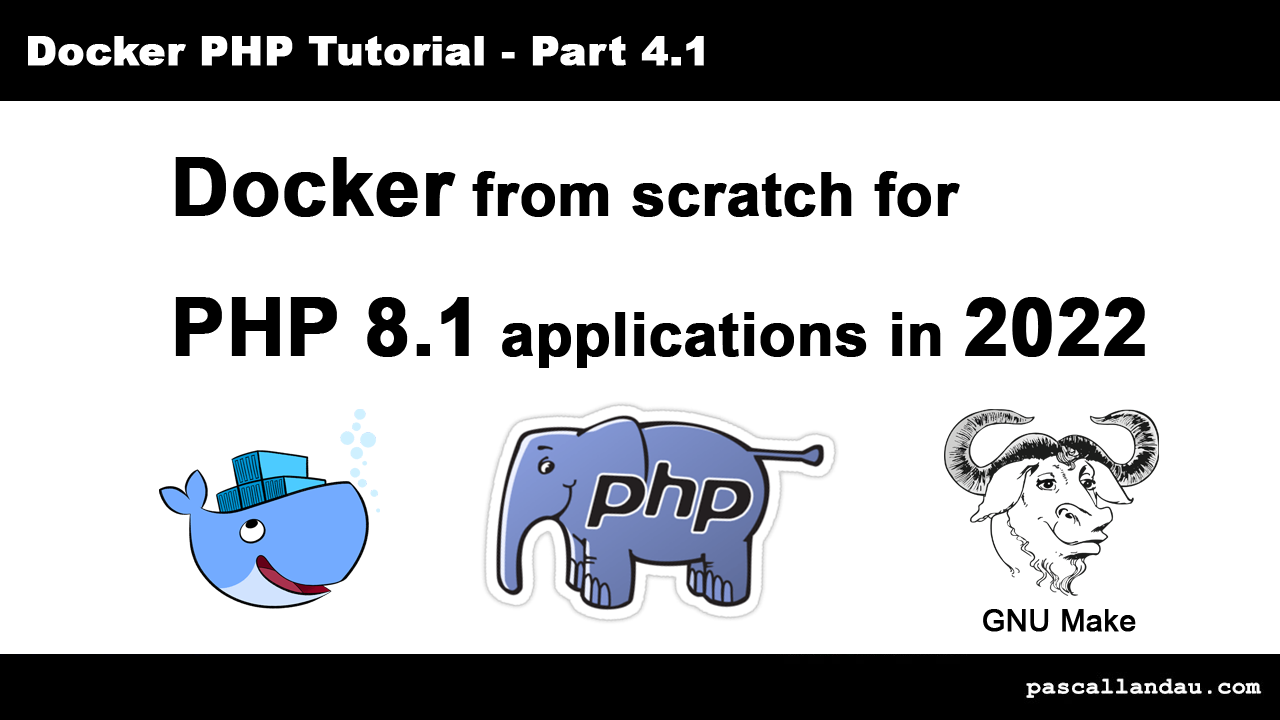 Docker PHP Tutorial - Part 4.1
Docker from scratch for
PHP 8.1 applications in 2022
php
GNU Make
pascallandau.com